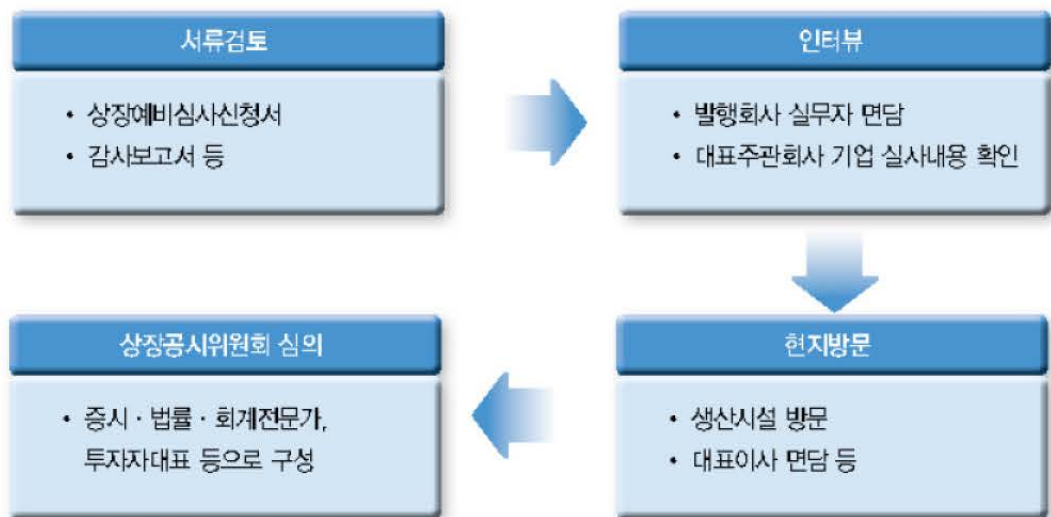 서류검토
• 상장예비심사신청서
• 감사보고서 등
인터뷰
• 발행회사 실무자 면담
• 대표주관회사 기업 실사내용 확인
현지방문
• 생산시설 방문
• 대표이사 면담 등
상장공시위원회 심의
• 증시 · 법률 · 회계전문가,
투자자대표 등으로 구성